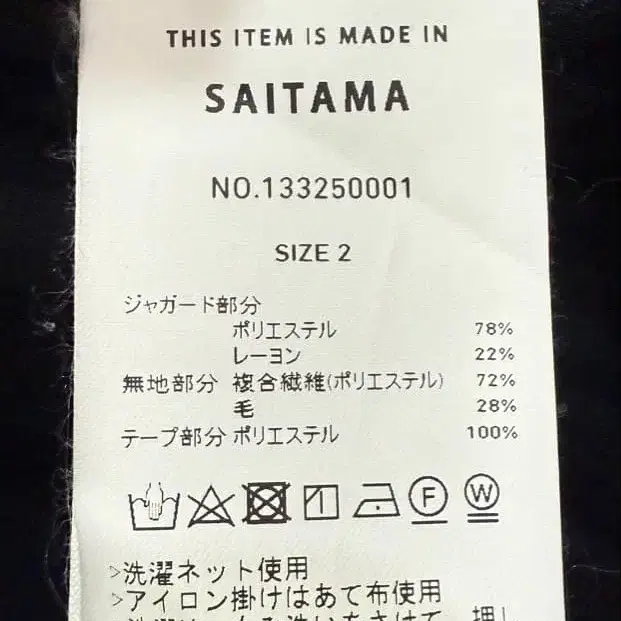 THIS ITEM IS MADE IN
SAITAMA
NO.133250001
SIZE 2
ジャガード部分
ポリエステル 78%
レーヨン 22%
無地部分 複合繊維(ポリエステル) 72%
毛 28%
テープ部分 ポリエステル 100%
F W
>洗濯ネット使用
>アイロン掛けはあて布使用